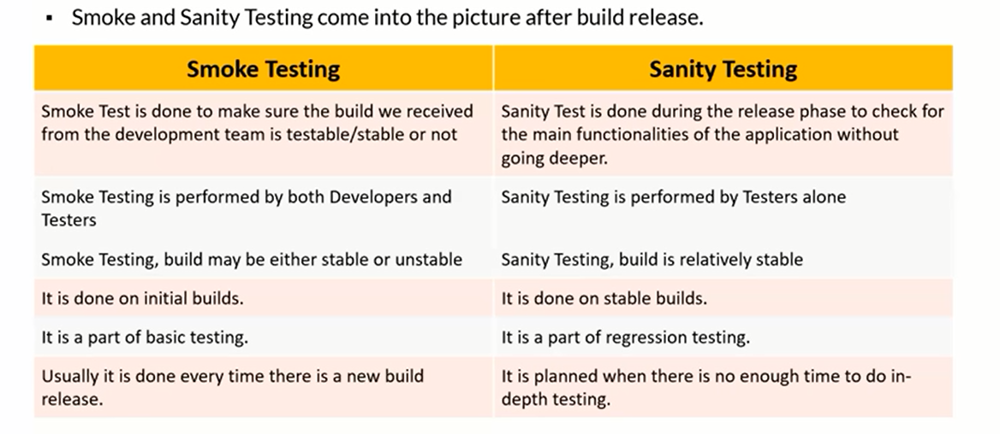 ▪ Smoke and Sanity Testing come into the picture after build release.
Smoke Testing
Sanity Testing
Smoke Test is done to make sure the build we received
from the development team is testable/stable or not
Sanity Test is done during the release phase to check for
the main functionalities of the application without
going deeper.
Smoke Testing is performed by both Developers and
Testers
Sanity Testing is performed by Testers alone
Smoke Testing, build may be either stable or unstable
Sanity Testing, build is relatively stable
It is done on initial builds.
It is done on stable builds.
It is a part of basic testing.
It is a part of regression testing.
Usually it is done every time there is a new build
release.
It is planned when there is no enough time to do in-
depth testing.